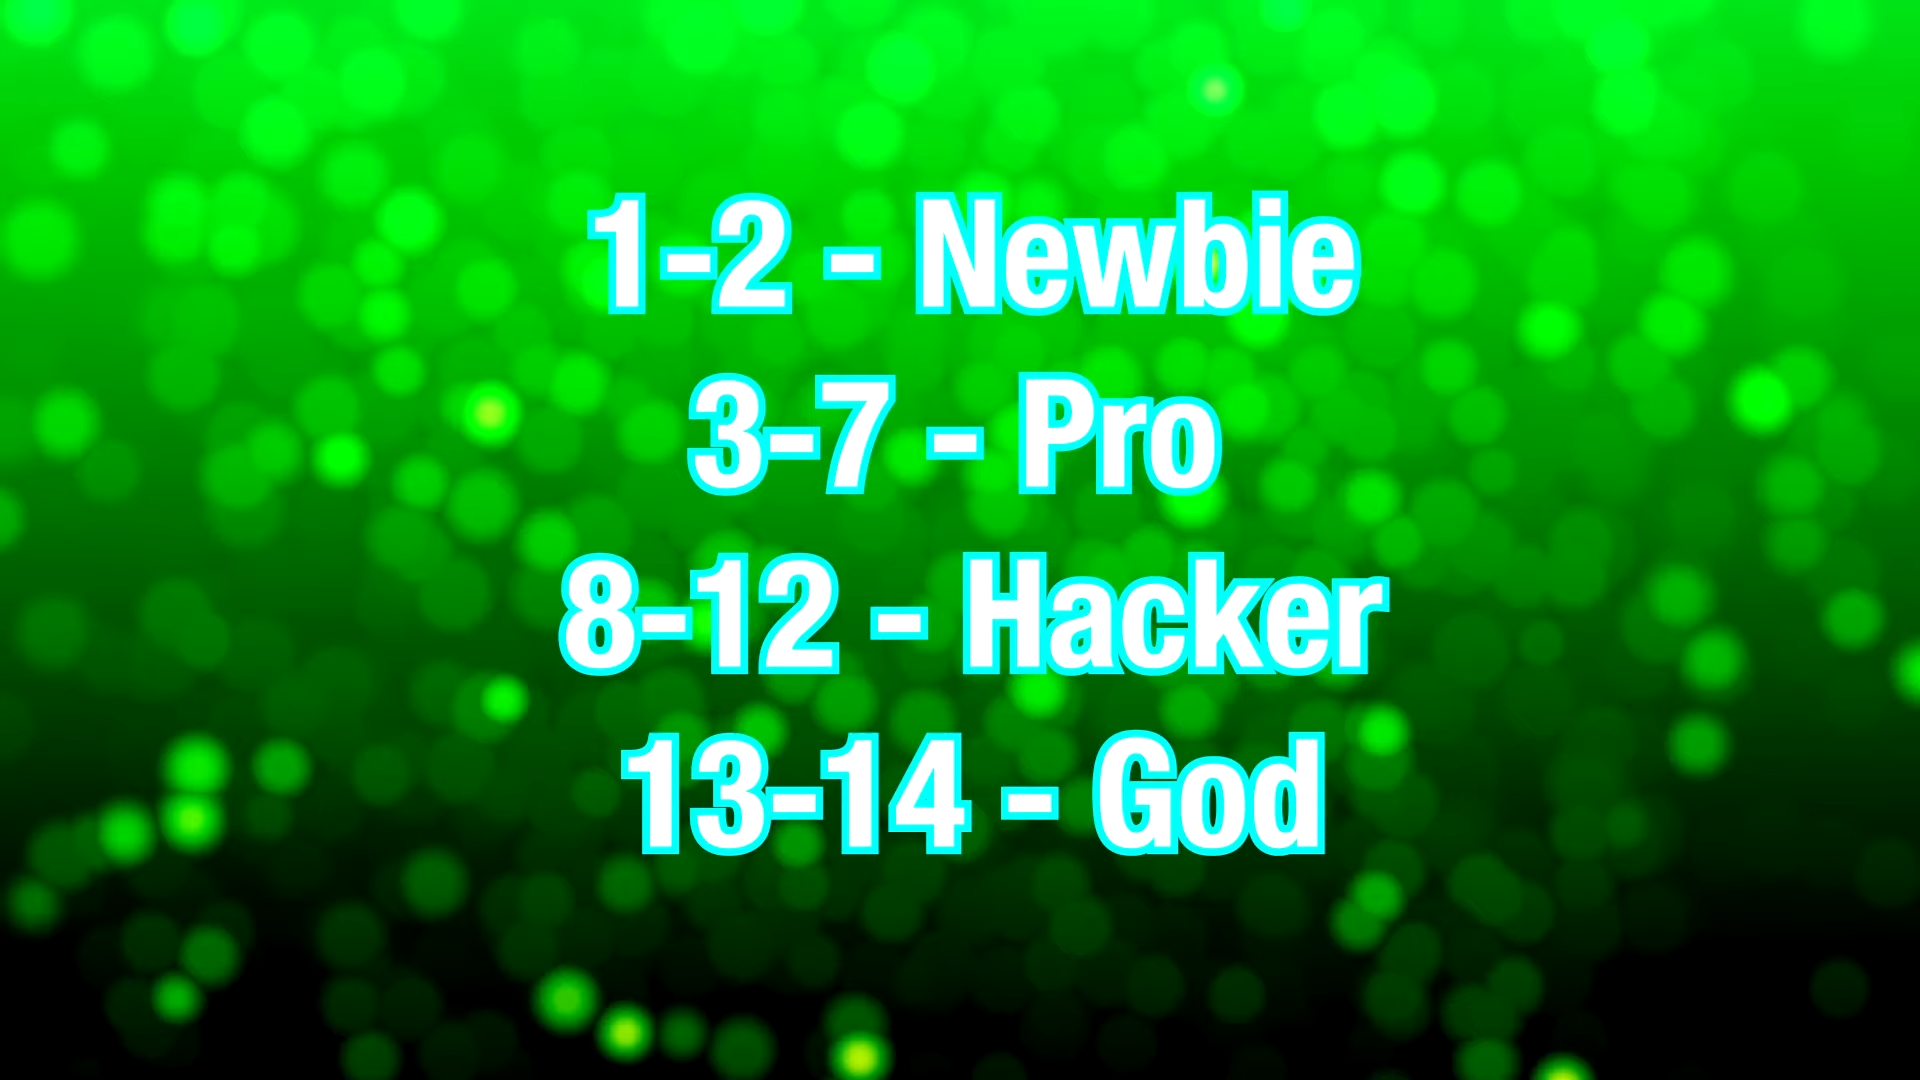 1-2 - Newbie
3-7 - Pro
8-12 - Hacker
13-14 - God